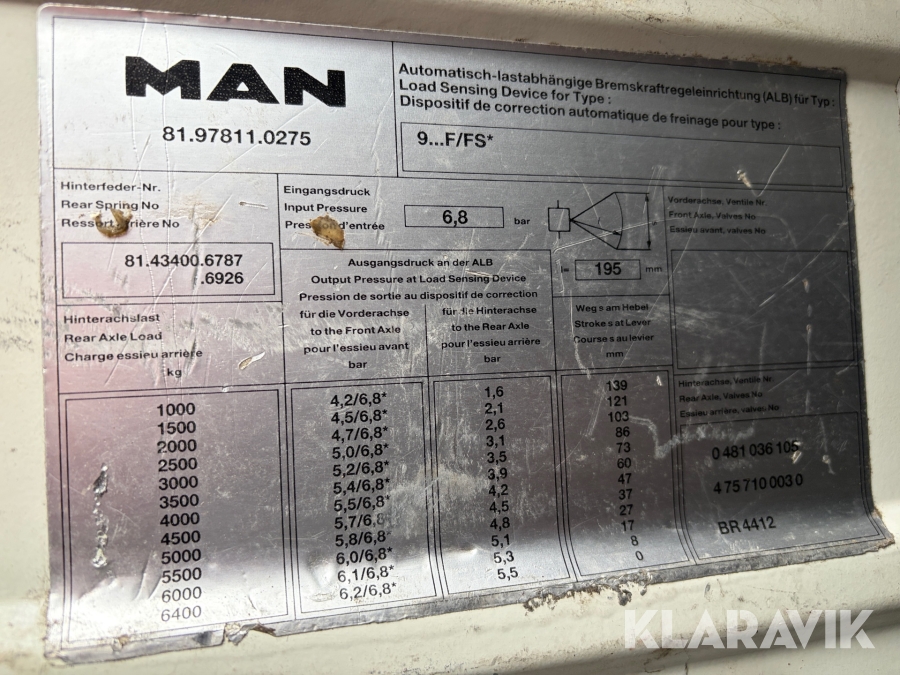 MAN
81.97811.0275
Automatisch-lastabhängige Bremskraftregeleinrichtung (ALB) für Typ :
Load Sensing Device for Type :
Dispositif de correction automatique de freinage pour type :
9...F/FS*
Hinterfeder-Nr.
Rear Spring No
Ressort arrière No
81.43400.6787
.6926
Eingangsdruck
Input Pressure
Pression d'entrée
6,8 bar
l= 195 mm
Vorderachse, Ventile Nr.
Front Axle, Valves No
Essieu avant, valves No
Ausgangsdruck an der ALB
Output Pressure at Load Sensing Device
Pression de sortie au dispositif de correction
Hinterachslast
Rear Axle Load
Charge essieu arrière
kg
für die Vorderachse
to the Front Axle
pour l'essieu avant
bar
für die Hinterachse
to the Rear Axle
pour l'essieu arrière
bar
Weg s am Hebel
Stroke s at Lever
Course s au levier
mm
Hinterachse, Ventile Nr.
Rear Axle, Valves No
Essieu arrière, valves No
0 481 036 105
475 710 003 0
BR 4412
1000 4,2/6,8* 1,6 139
1500 4,5/6,8* 2,1 121
2000 4,7/6,8* 2,6 103
2500 5,0/6,8* 3,1 86
3000 5,2/6,8* 3,5 73
3500 5,4/6,8* 3,9 60
4000 5,5/6,8* 4,2 47
4500 5,7/6,8 4,5 37
5000 5,8/6,8* 4,8 27
5500 6,0/6,8* 5,1 17
6000 6,1/6,8* 5,3 8
6400 6,2/6,8* 5,5 0
KLARAVIK